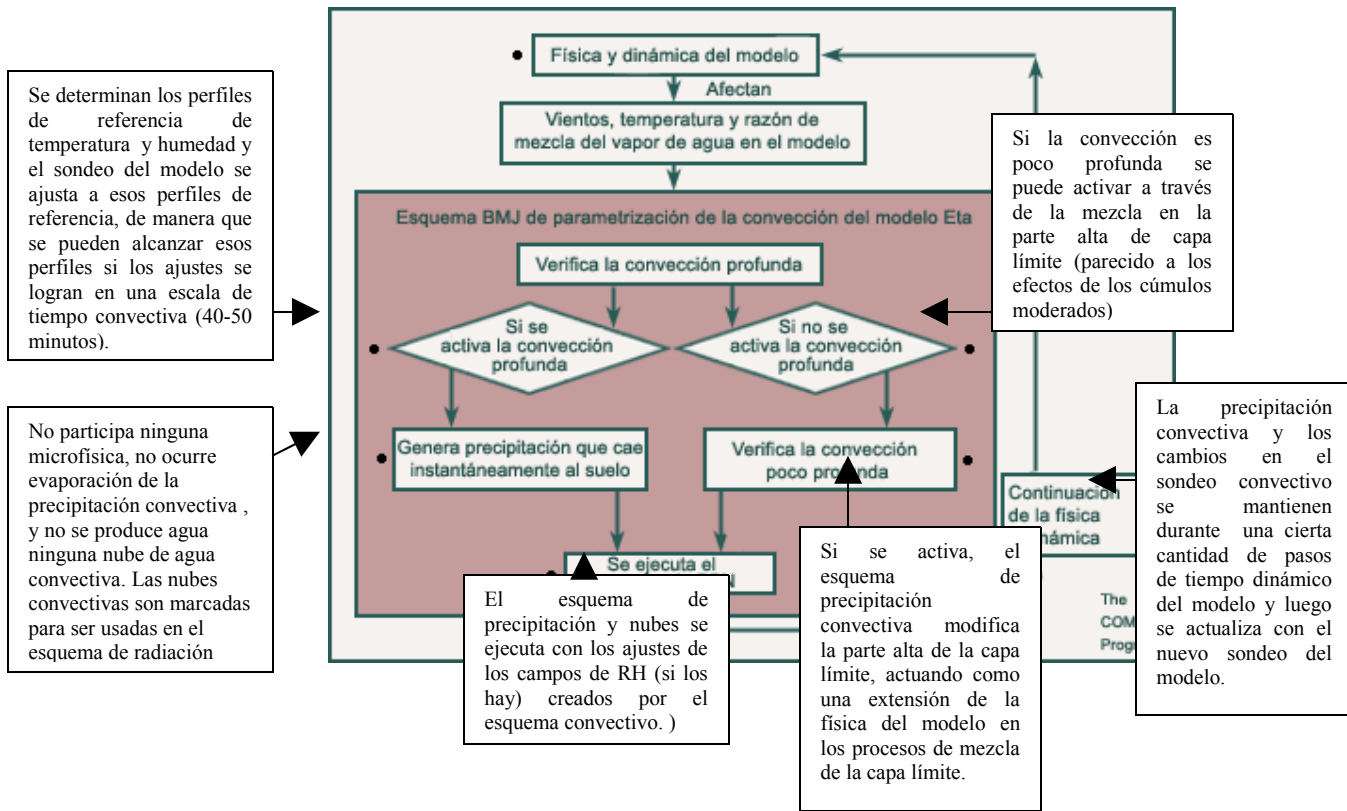 Física y dinámica del modelo
Afectan
Vientos, temperatura y razón de
mezcla del vapor de agua en el modelo
Esquema BMJ de parametrización de la convección del modelo Eta
Verifica la convección profunda
Si se
activa la convección
profunda
Si no se
activa la convección
profunda
Genera precipitación que cae
instantáneamente al suelo
Verifica la convección
poco profunda
Se ejecuta el
Continuación
de la física
The
COM
Progr
Se determinan los perfiles
de referencia de
temperatura y humedad y
el sondeo del modelo se
ajusta a esos perfiles de
referencia, de manera que
se pueden alcanzar esos
perfiles si los ajustes se
logran en una escala de
tiempo convectiva (40-50
minutos).
No participa ninguna
microfísica, no ocurre
evaporación de la
precipitación convectiva ,
y no se produce agua
ninguna nube de agua
convectiva. Las nubes
convectivas son marcadas
para ser usadas en el
esquema de radiación
Si la convección es
poco profunda se
puede activar a través
de la mezcla en la
parte alta de capa
límite (parecido a los
efectos de los cúmulos
moderados)
La precipitación
convectiva y los
cambios en el
sondeo convectivo
se mantienen
durante una cierta
cantidad de pasos
de tiempo dinámico
del modelo y luego
se actualiza con el
nuevo sondeo del
modelo.
El esquema de
precipitación y nubes se
ejecuta con los ajustes de
los campos de RH (si los
hay) creados por el
esquema convectivo. )
Si se activa, el
esquema de
precipitación
convectiva modifica
la parte alta de la capa
límite, actuando como
una extensión de la
física del modelo en
los procesos de mezcla
de la capa límite.